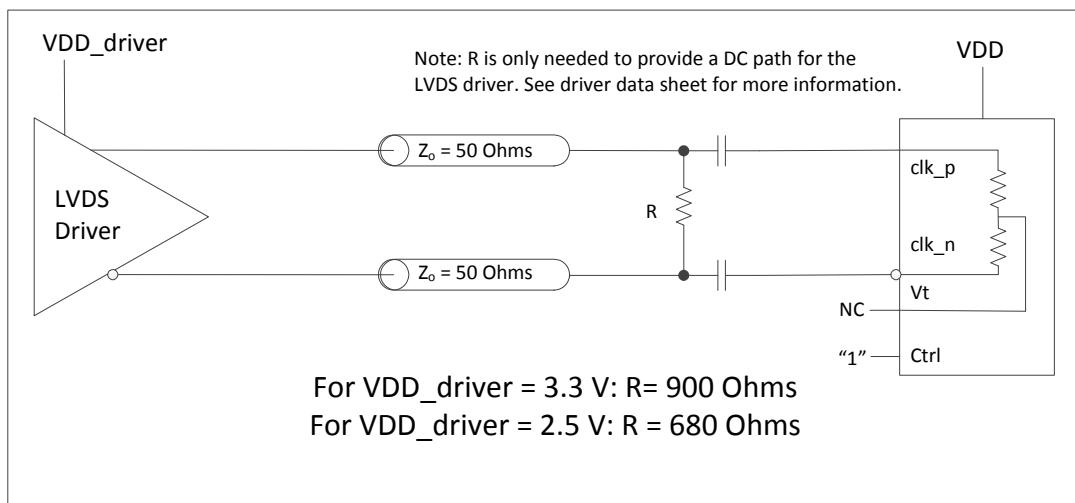 VDD_driver
Note: R is only needed to provide a DC path for the
LVDS driver. See driver data sheet for more information.
VDD
Zo = 50 Ohms
clk_p
LVDS
Driver
R
clk_n
Zo = 50 Ohms
Vt
NC
“1”
Ctrl
For VDD_driver = 3.3 V: R= 900 Ohms
For VDD_driver = 2.5 V: R = 680 Ohms